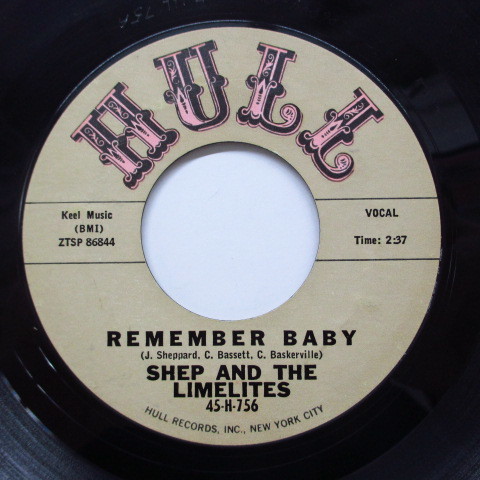 HULL
Keel Music
(BMI)
ZTSP 86844
VOCAL
Time: 2:37
REMEMBER BABY
(J. Sheppard, C. Bassett, C. Baskerville)
SHEP AND THE
LIMELITES
45-H-756
HULL RECORDS, INC., NEW YORK CITY